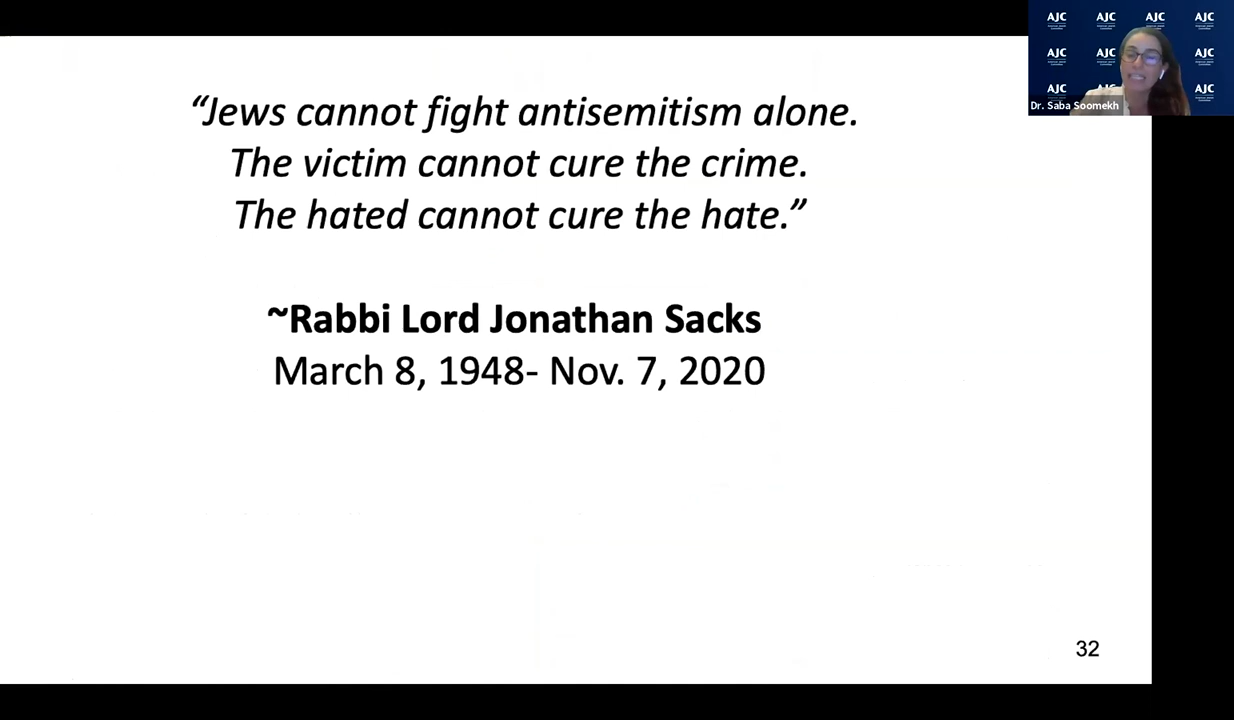 “Jews cannot fight antisemitism alone.
The victim cannot cure the crime.
The hated cannot cure the hate.”
~Rabbi Lord Jonathan Sacks
March 8, 1948- Nov. 7, 2020
32
AJC AJC AJC AJC
AJC AJC AJC
AJC AJC AJC
Dr. Saba Soomekh